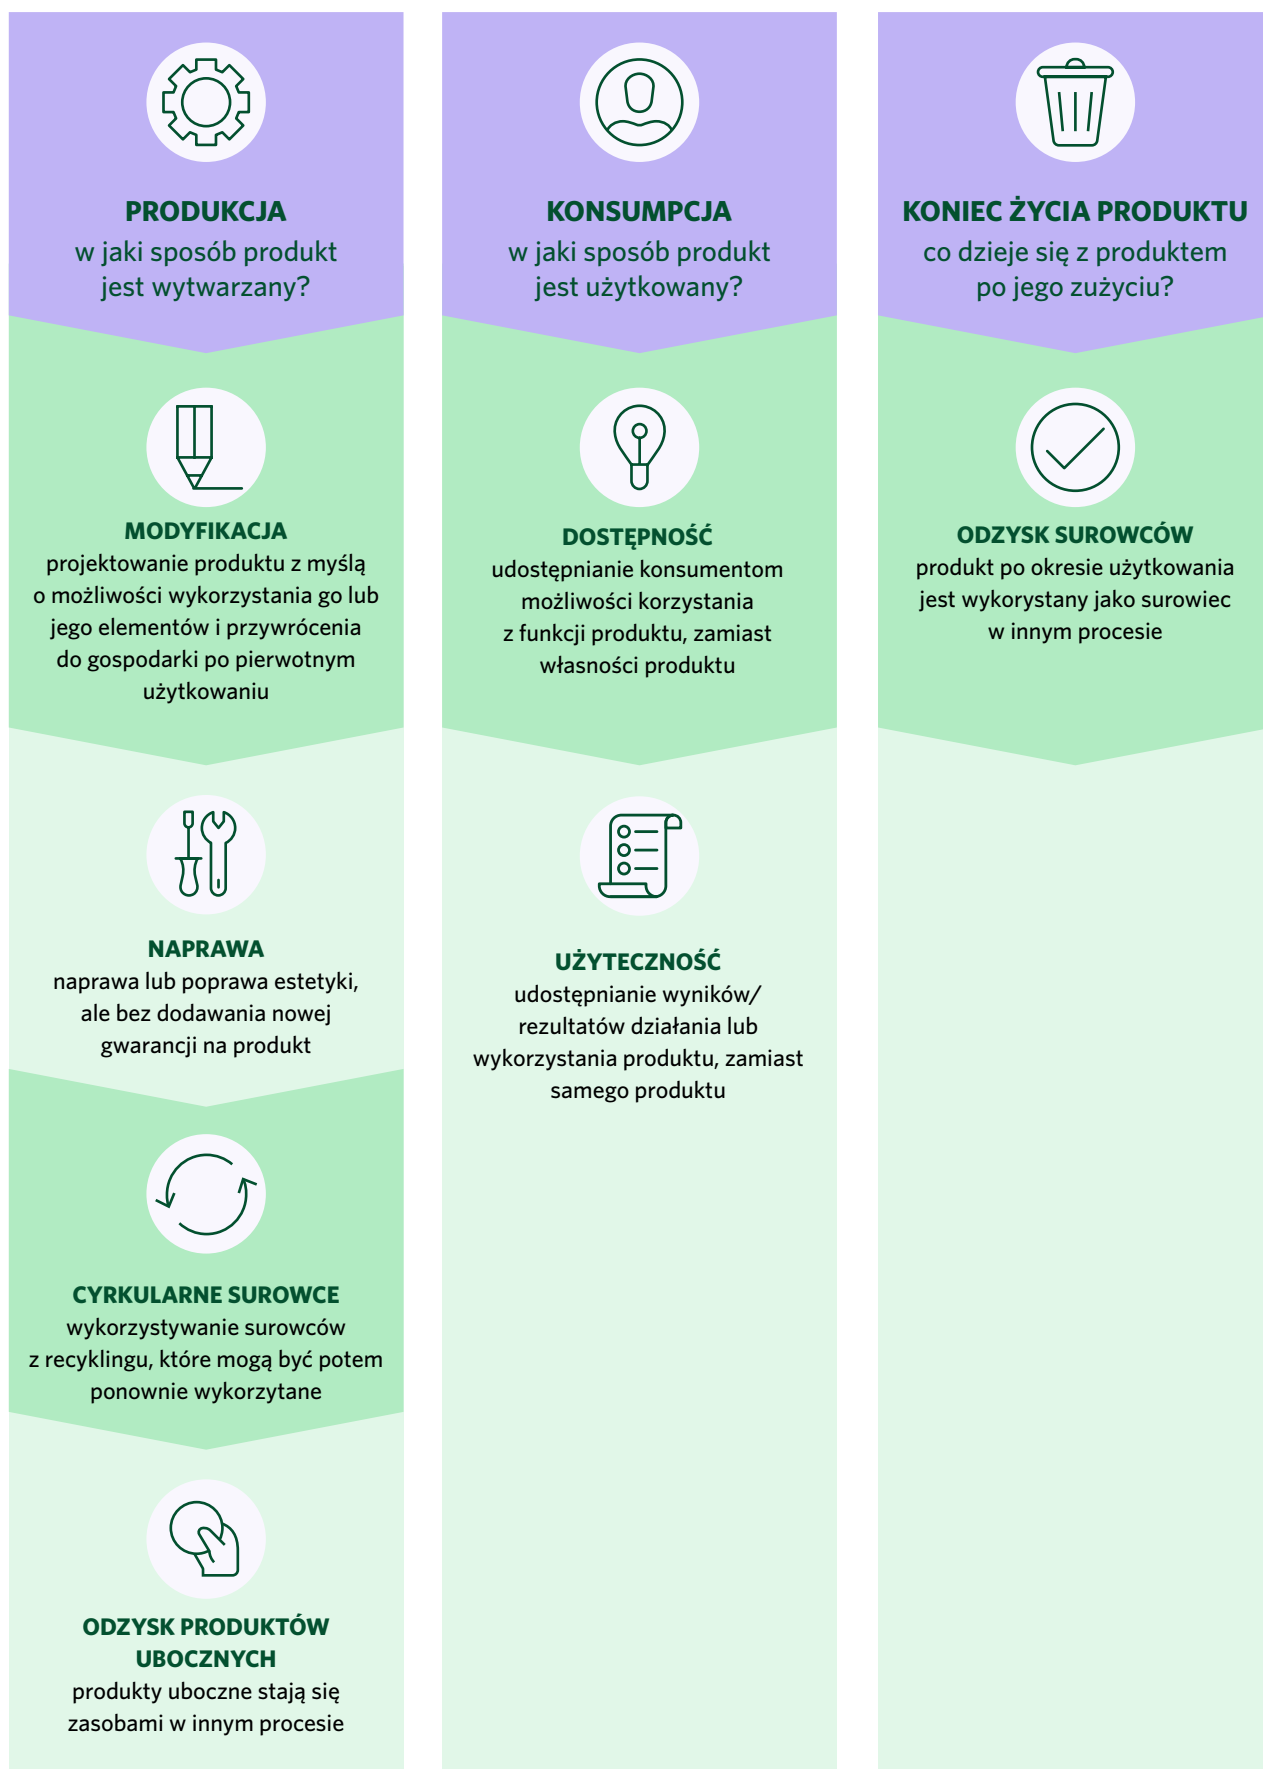 PRODUKCJA
w jaki sposób produkt
jest wytwarzany?
MODYFIKACJA
projektowanie produktu z myślą
o możliwości wykorzystania go lub
jego elementów i przywrócenia
do gospodarki po pierwotnym
użytkowaniu
NAPRAWA
naprawa lub poprawa estetyki,
ale bez dodawania nowej
gwarancji na produkt
CYRKULARNE SUROWCE
wykorzystywanie surowców
z recyklingu, które mogą być potem
ponownie wykorzytane
ODZYSK PRODUKTÓW
UBOCZNYCH
produkty uboczne stają się
zasobami w innym procesie
KONSUMPCJA
w jaki sposób produkt
jest użytkowany?
DOSTĘPNOŚĆ
udostępnianie konsumentom
możliwości korzystania
z funkcji produktu, zamiast
własności produktu
UŻYTECZNOŚĆ
udostępnianie wyników/
rezultatów działania lub
wykorzystania produktu, zamiast
samego produktu
KONIEC ŻYCIA PRODUKTU
co dzieje się z produktem
po jego zużyciu?
ODZYSK SUROWCÓW
produkt po okresie użytkowania
jest wykorystany jako surowiec
w innym procesie